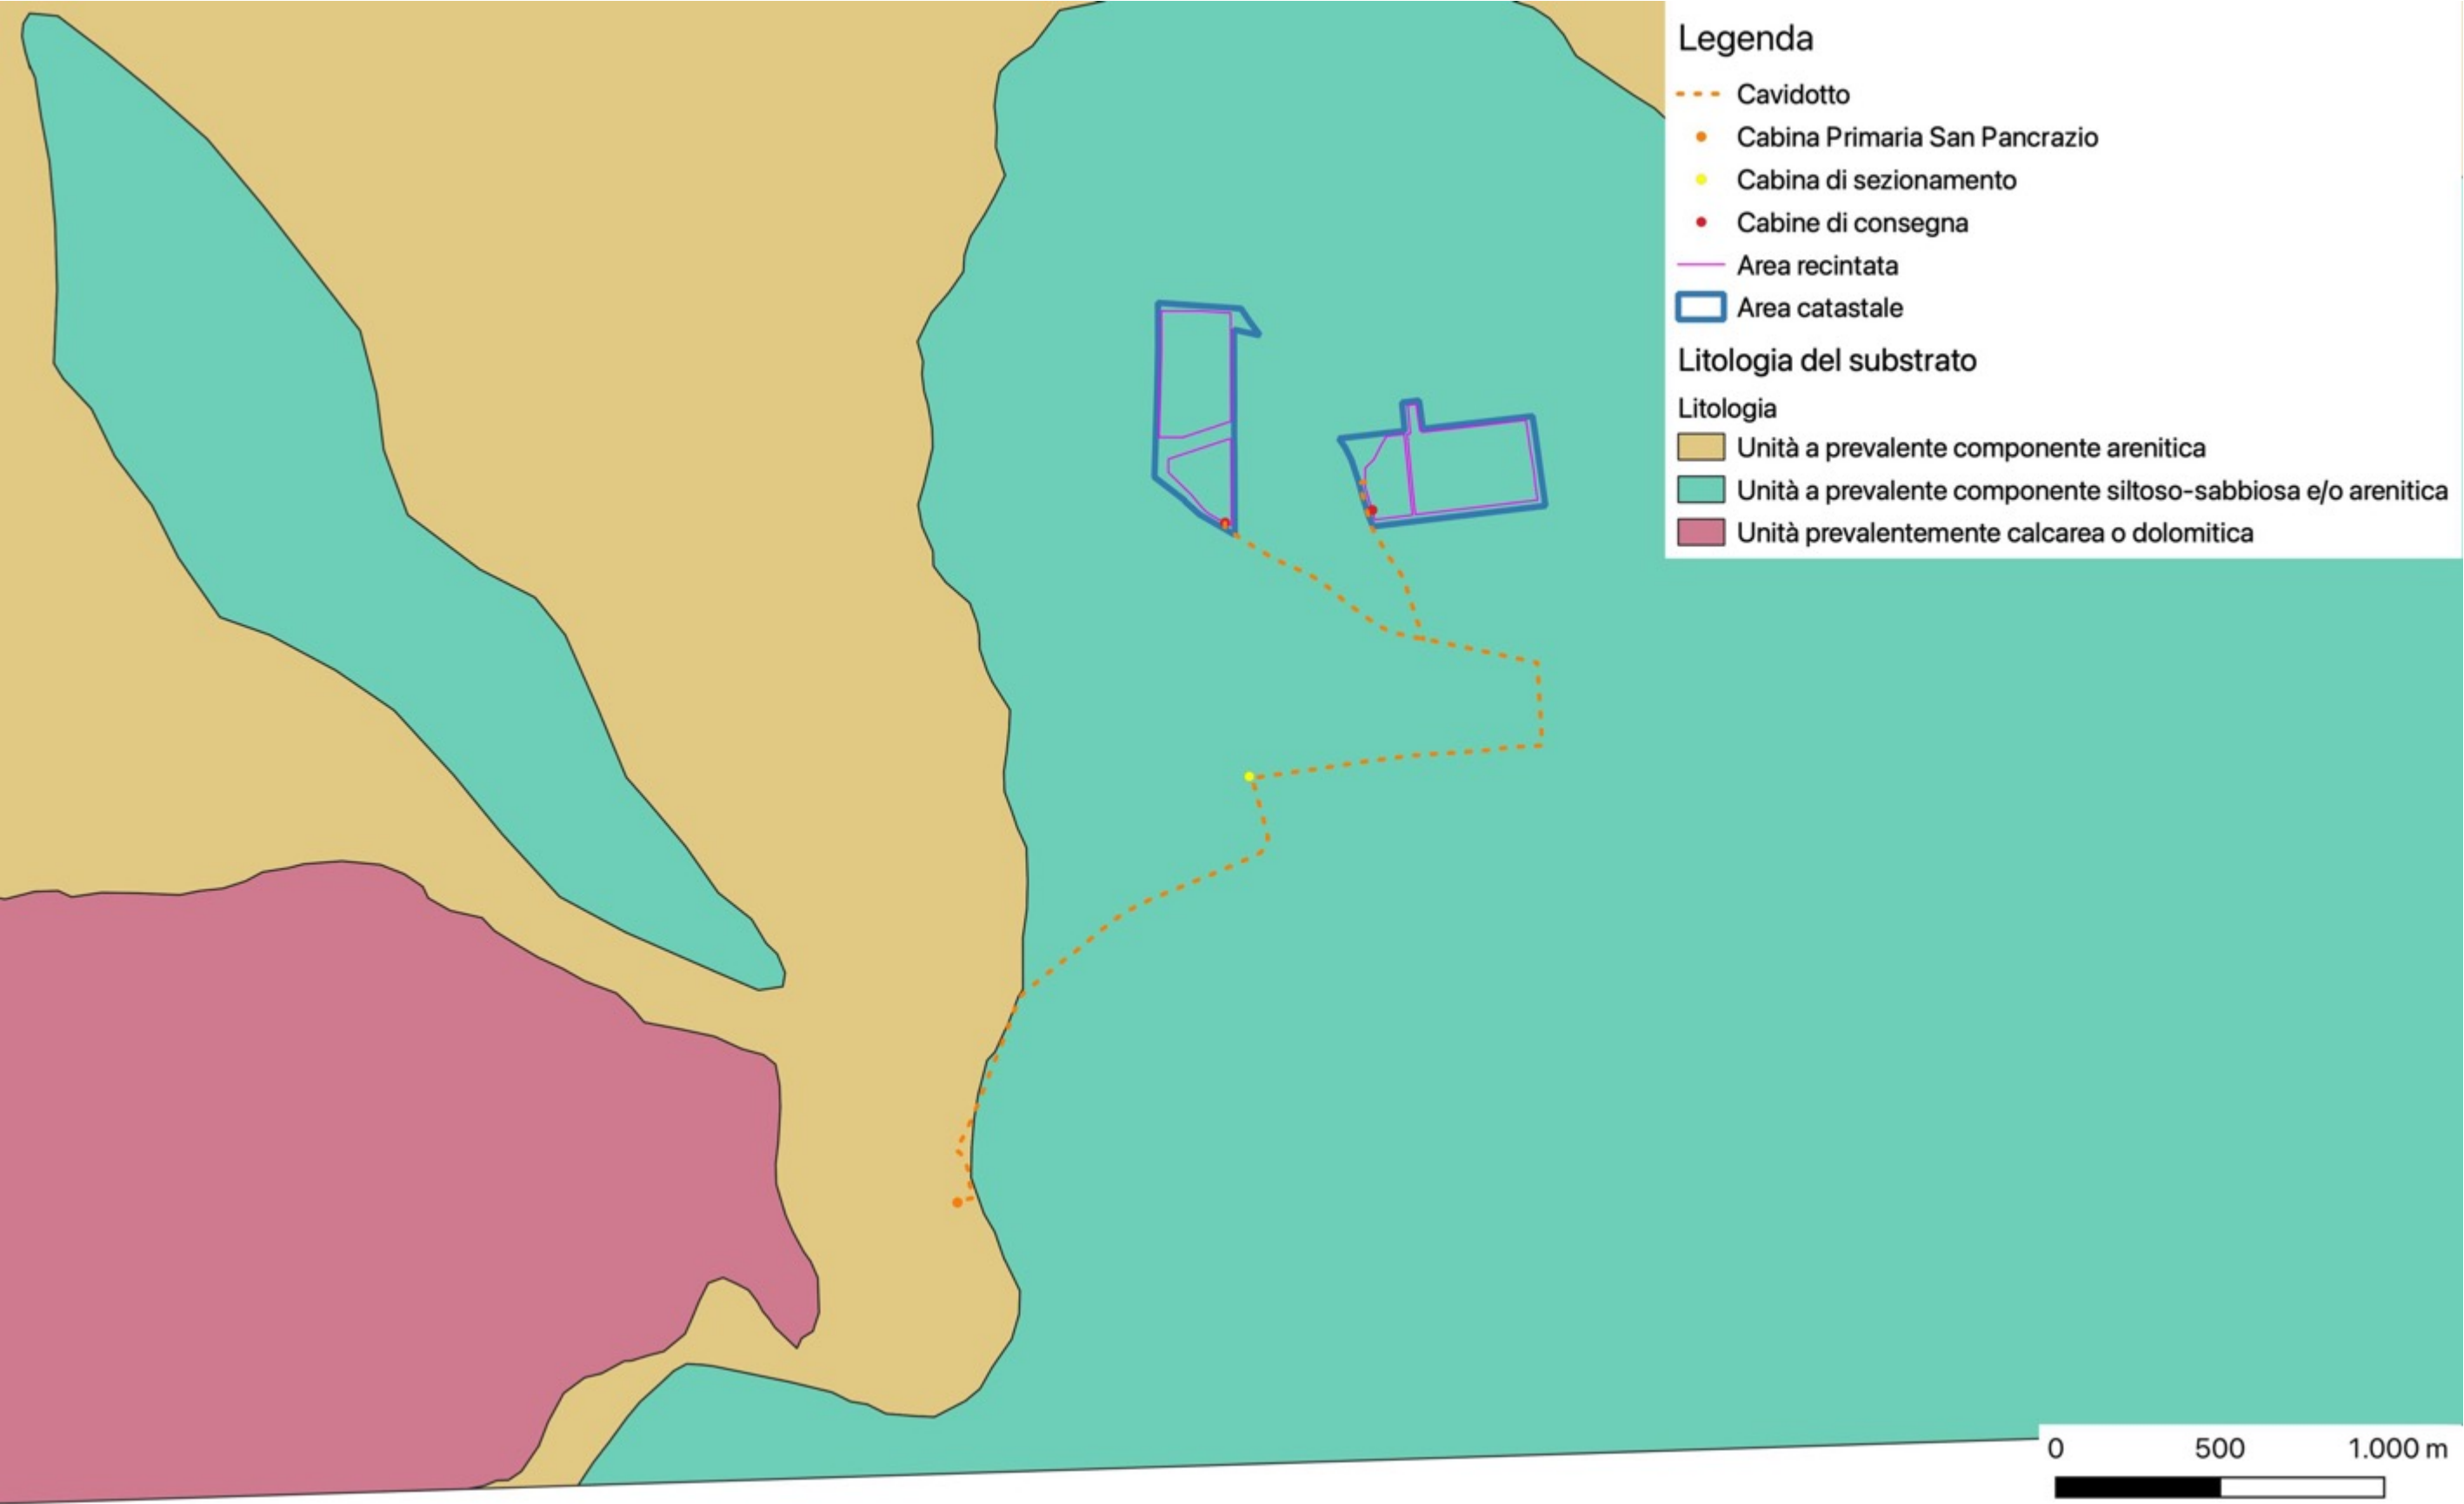 Legenda
Cavidotto
Cabina Primaria San Pancrazio
Cabina di sezionamento
Cabine di consegna
Area recintata
Area catastale
Litologia del substrato
Litologia
Unità a prevalente componente arenitica
Unità a prevalente componente siltoso-sabbiosa e/o arenitica
Unità prevalentemente calcarea o dolomitica
0 500 1.000 m